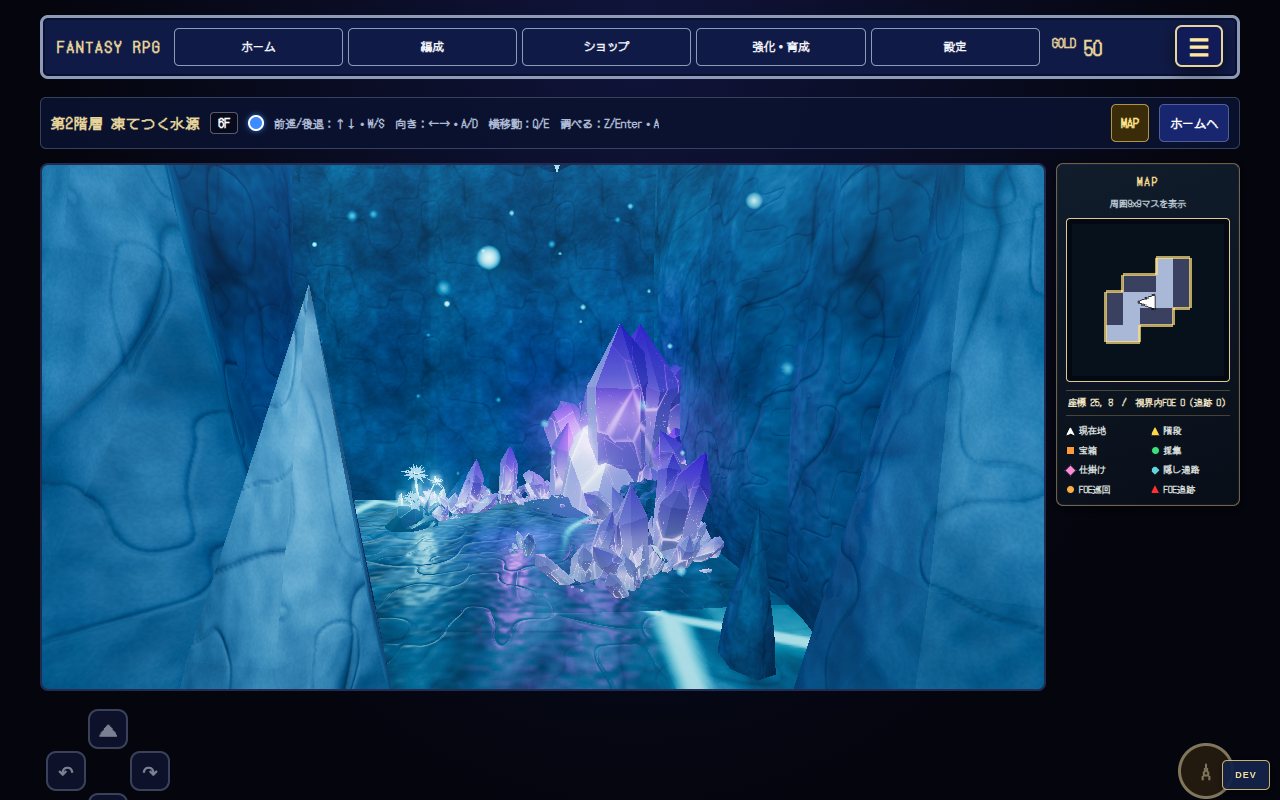 FANTASY RPG
ホーム
編成
ショップ
強化・育成
設定
GOLD 50
第2階層 凍てつく水源
6F
前進/後退:↑↓・W/S 向き:←→・A/D 横移動:Q/E 調べる:Z/Enter・A
MAP
ホームへ
MAP
周囲9x9マスを表示
座標 25, 8 / 視界内FOE 0 (追跡 0)
現在地
階段
宝箱
採集
仕掛け
隠し通路
FOE巡回
FOE追跡
A
DEV